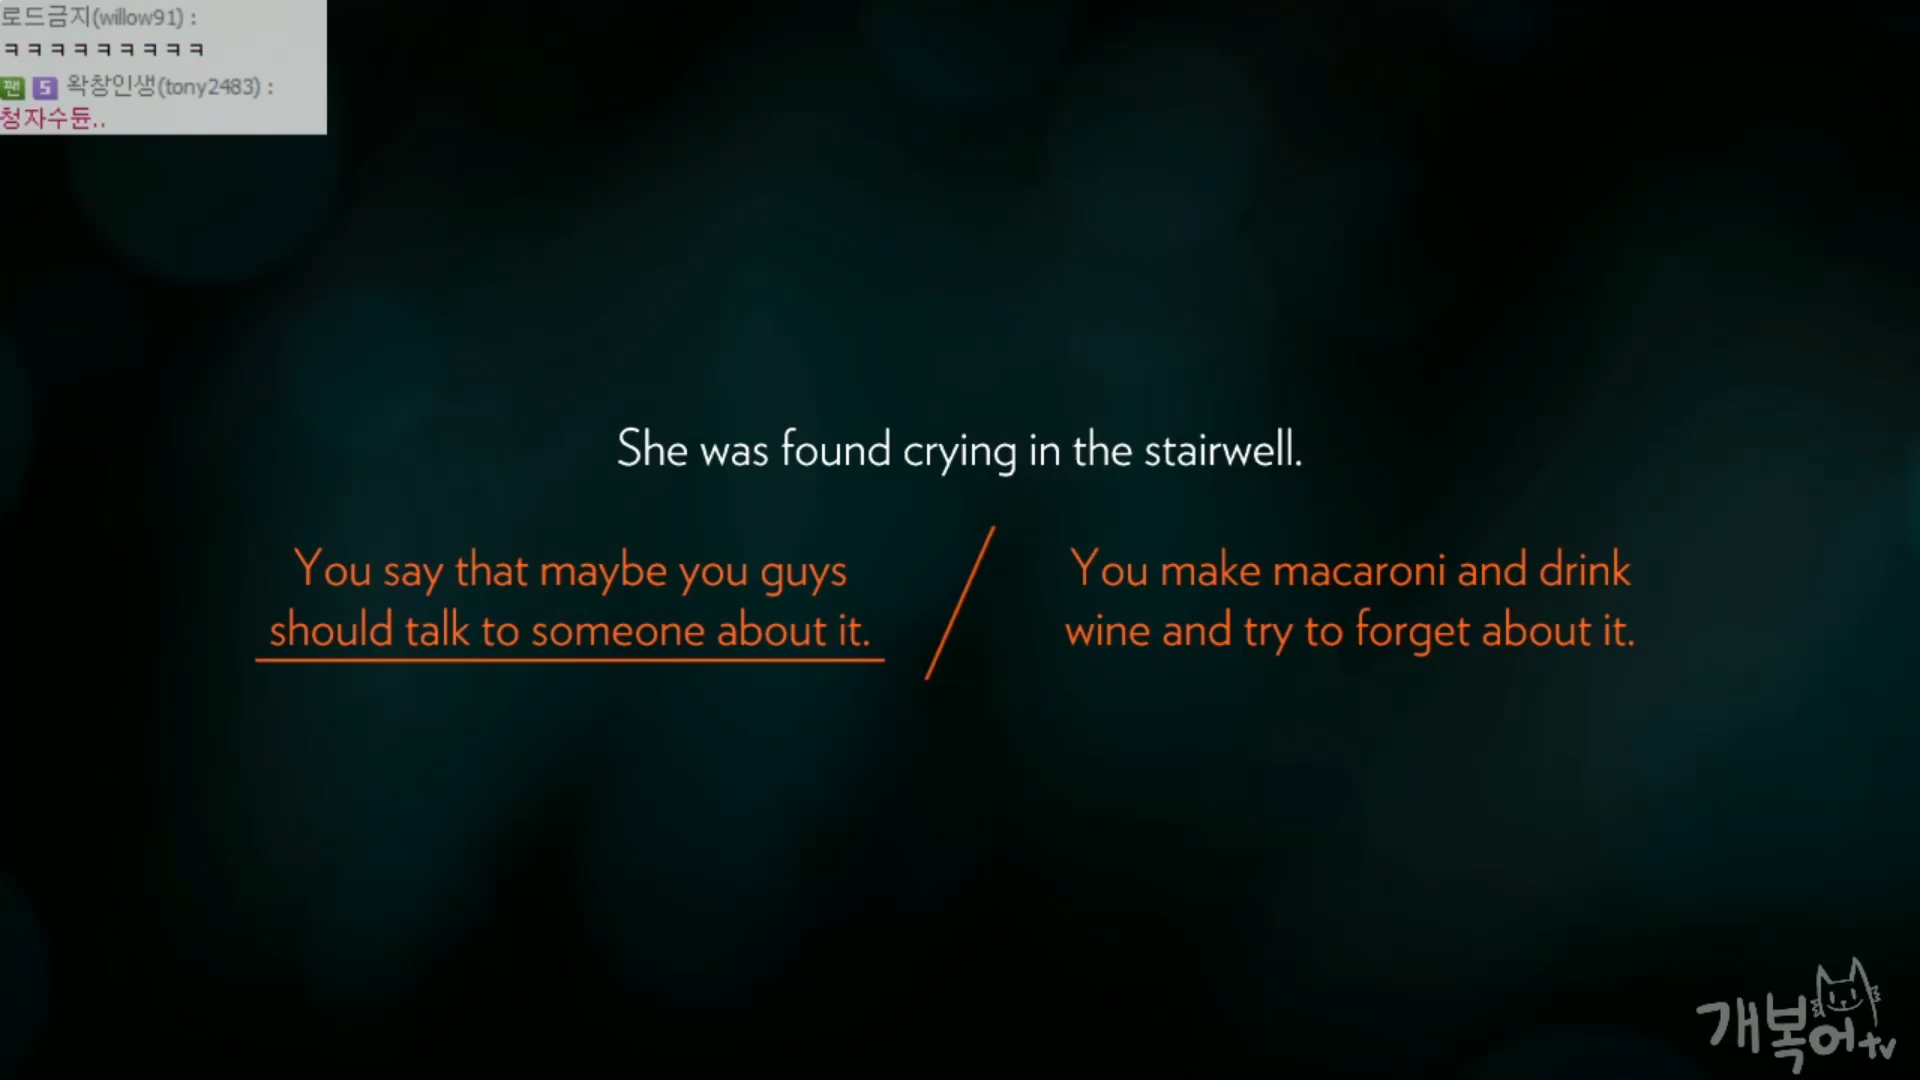 로드금지(willow91) :
ㅋㅋㅋㅋㅋㅋㅋㅋㅋ
팬 S 왁창인생(tony2483) :
청자수듄..
She was found crying in the stairwell.
You say that maybe you guys
should talk to someone about it.
/
You make macaroni and drink
wine and try to forget about it.
개복어tv